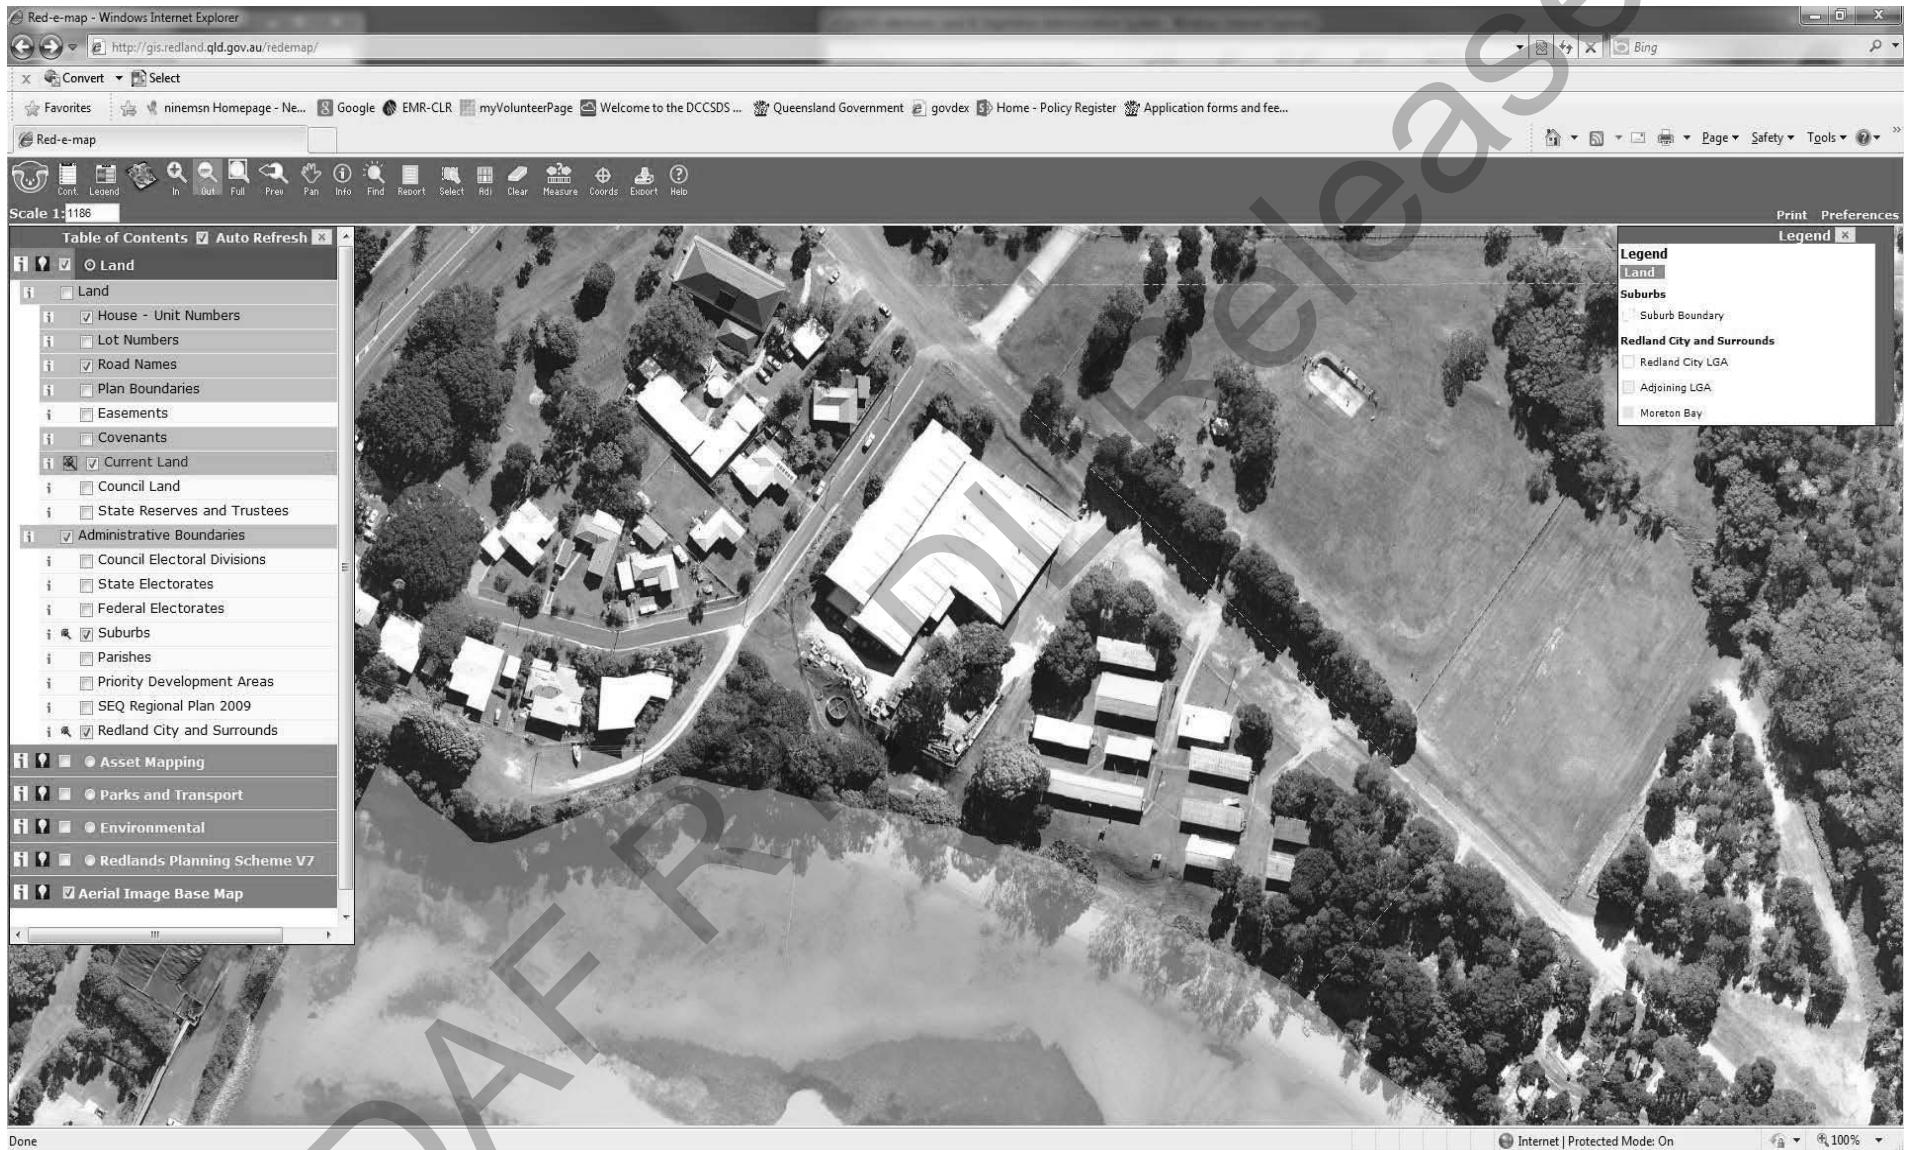 Red-e-map - Windows Internet Explorer
http://gis.redland.qld.gov.au/redemap/
Bing
x Convert Select
Favorites ninemsn Homepage - Ne... Google EMR-CLR myVolunteerPage Welcome to the DCCSDS ... Queensland Government govdex Home - Policy Register Application forms and fee...
Red-e-map
Page Safety Tools
Cont. Legend In Out Full Prev Pan Info Find Report Select Adj Clear Measure Coords Export Help
Scale 1: 1186
Print Preferences
Table of Contents Auto Refresh
Land
Land
House - Unit Numbers
Lot Numbers
Road Names
Plan Boundaries
Easements
Covenants
Current Land
Council Land
State Reserves and Trustees
Administrative Boundaries
Council Electoral Divisions
State Electorates
Federal Electorates
Suburbs
Parishes
Priority Development Areas
SEQ Regional Plan 2009
Redland City and Surrounds
Asset Mapping
Parks and Transport
Environmental
Redlands Planning Scheme V7
Aerial Image Base Map
Legend
Legend
Land
Suburbs
Suburb Boundary
Redland City and Surrounds
Redland City LGA
Adjoining LGA
Moreton Bay
DAF RTI DL Release
Done
Internet | Protected Mode: On
100%